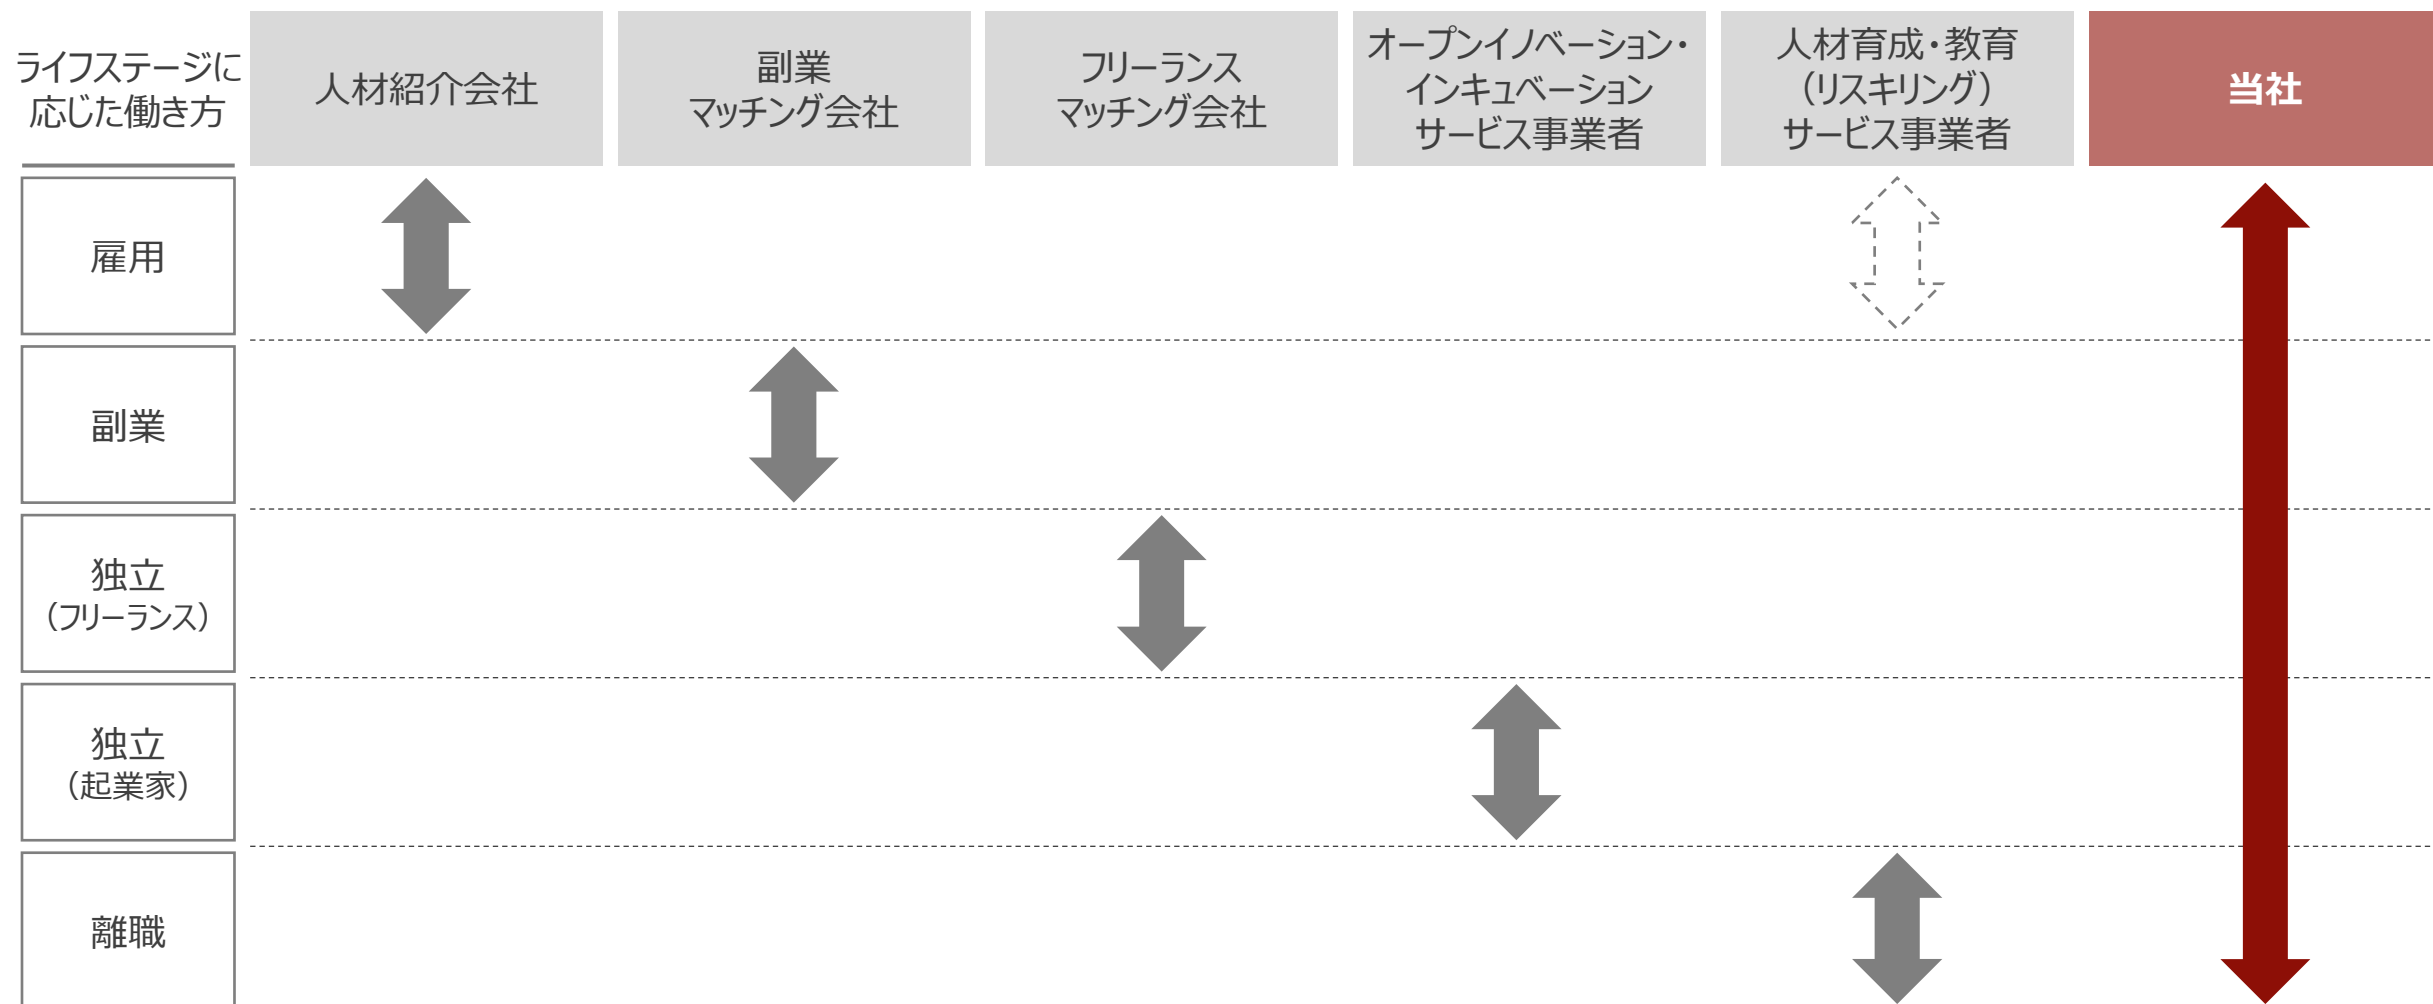 ライフステージに
応じた働き方
人材紹介会社
副業
マッチング会社
フリーランス
マッチング会社
オープンイノベーション・
インキュベーション
サービス事業者
人材育成・教育
（リスキリング）
サービス事業者
当社
雇用
副業
独立
（フリーランス）
独立
（起業家）
離職